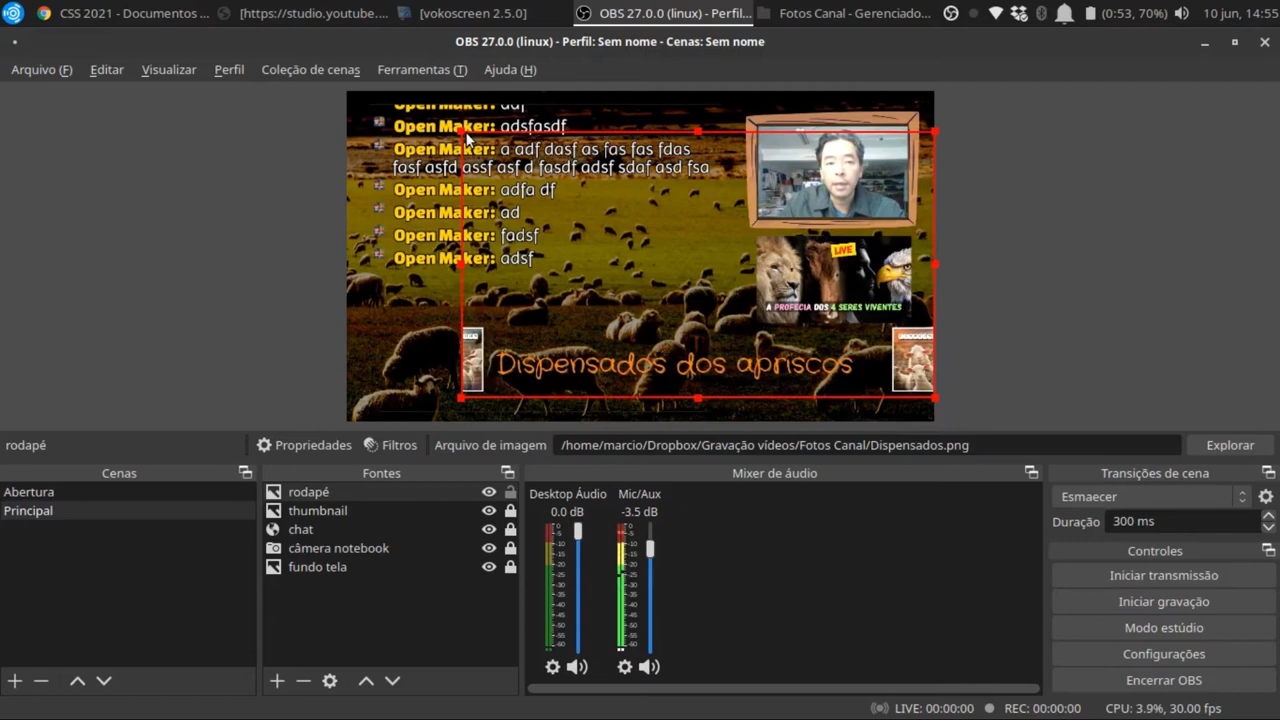 CSS 2021 - Documentos ...
[https://studio.youtube....
[vokoscreen 2.5.0]
OBS 27.0.0 (linux) - Perfil...
Fotos Canal - Gerenciado...
(0:53, 70%)
10 jun, 14:55
OBS 27.0.0 (linux) - Perfil: Sem nome - Cenas: Sem nome
Arquivo (F)
Editar
Visualizar
Perfil
Coleção de cenas
Ferramentas (T)
Ajuda (H)
Open Maker: adf
Open Maker: adsfasdf
Open Maker: a adf dasf as fas fas fdas
fasf asfd assf asf d fasdf adsf sdaf asd fsa
Open Maker: adfa df
Open Maker: ad
Open Maker: fadsf
Open Maker: adsf
LIVE
A PROFECIA DOS 4 SERES VIVENTES
Dispensados dos apriscos
rodapé
Propriedades
Filtros
Arquivo de imagem
/home/marcio/Dropbox/Gravação vídeos/Fotos Canal/Dispensados.png
Explorar
Cenas
Abertura
Principal
Fontes
rodapé
thumbnail
chat
câmera notebook
fundo tela
Mixer de áudio
Desktop Áudio
0.0 dB
Mic/Aux
-3.5 dB
Transições de cena
Esmaecer
Duração
300 ms
Controles
Iniciar transmissão
Iniciar gravação
Modo estúdio
Configurações
Encerrar OBS
LIVE: 00:00:00
REC: 00:00:00
CPU: 3.9%, 30.00 fps